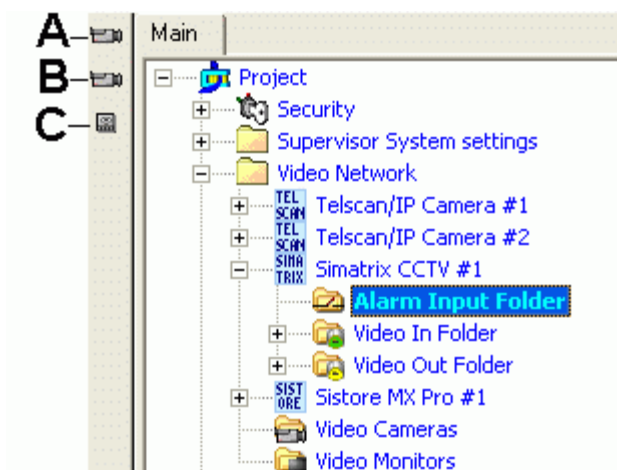 A
Main
B
Project
C
Security
Supervisor System settings
Video Network
TEL
SCAN
Telscan/IP Camera #1
TEL
SCAN
Telscan/IP Camera #2
SIMA
TRIX
Simatrix CCTV #1
Alarm Input Folder
Video In Folder
Video Out Folder
SIST
ORE
Sistore MX Pro #1
Video Cameras
Video Monitors